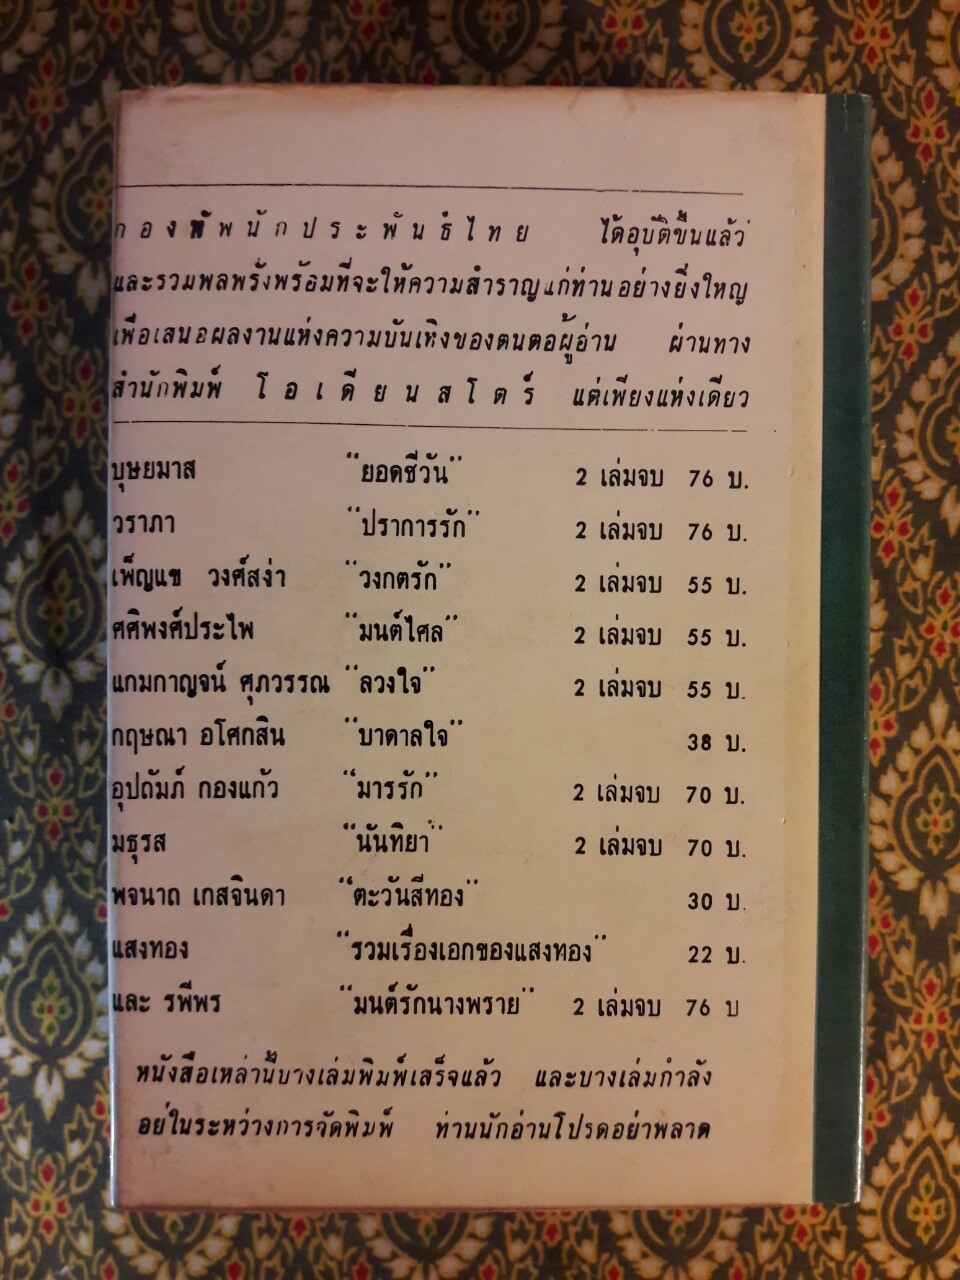 กองทัพนักประพันธ์ไทย ได้อุบัติขึ้นแล้ว
และรวมพลพรั่งพร้อมที่จะให้ความสำราญแก่ท่านอย่างยิ่งใหญ่
เพื่อเสนอผลงานแห่งความบันเทิงของตนต่อผู้อ่าน ผ่านทาง
สำนักพิมพ์ โอเดียนสโตร์ แต่เพียงแห่งเดียว
บุษยมาส "ยอดชีวัน" 2 เล่มจบ 76 บ.
วราภา "ปราการรัก" 2 เล่มจบ 76 บ.
เพ็ญแข วงศ์สง่า "วงกตรัก" 2 เล่มจบ 55 บ.
ศศิพงศ์ประไพ "มนต์ไศล" 2 เล่มจบ 55 บ.
แกมกาญจน์ ศุภวรรณ "ลวงใจ" 2 เล่มจบ 55 บ.
กฤษณา อโศกสิน "บาดาลใจ" 38 บ.
อุปถัมภ์ กองแก้ว "มารรัก" 2 เล่มจบ 70 บ.
มธุรส "นันทิยา" 2 เล่มจบ 70 บ.
พจนาถ เกสจินดา "ตะวันสีทอง" 30 บ.
แสงทอง "รวมเรื่องเอกของแสงทอง" 22 บ.
และ รพีพร "มนต์รักนางพราย" 2 เล่มจบ 76 บ
หนังสือเหล่านี้บางเล่มพิมพ์เสร็จแล้ว และบางเล่มกำลัง
อยู่ในระหว่างการจัดพิมพ์ ท่านนักอ่านโปรดอย่าพลาด